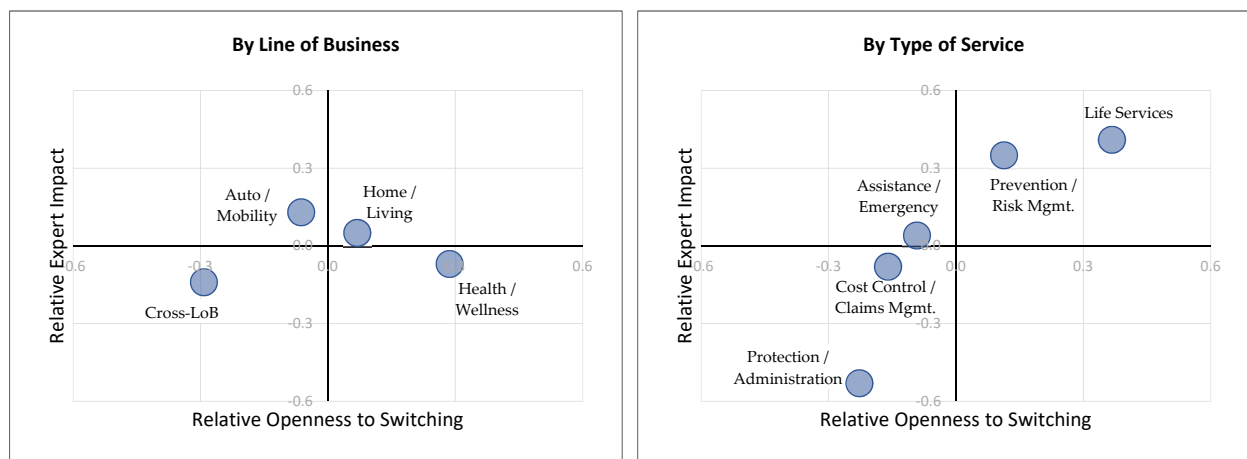 By Line of Business
Relative Expert Impact
0.6
0.3
Auto /
Mobility
Home /
Living
0.0
0.6
-0.3
0.0
0.6
Health /
Wellness
Cross-LoB
-0.3
-0.6
Relative Openness to Switching
By Type of Service
Relative Expert Impact
0.6
Life Services
0.3
Prevention /
Risk Mgmt.
Assistance /
Emergency
0.0
0.6
-0.3
0.0
0.3
0.6
Cost Control /
Claims Mgmt.
-0.3
Protection /
Administration
-0.6
Relative Openness to Switching